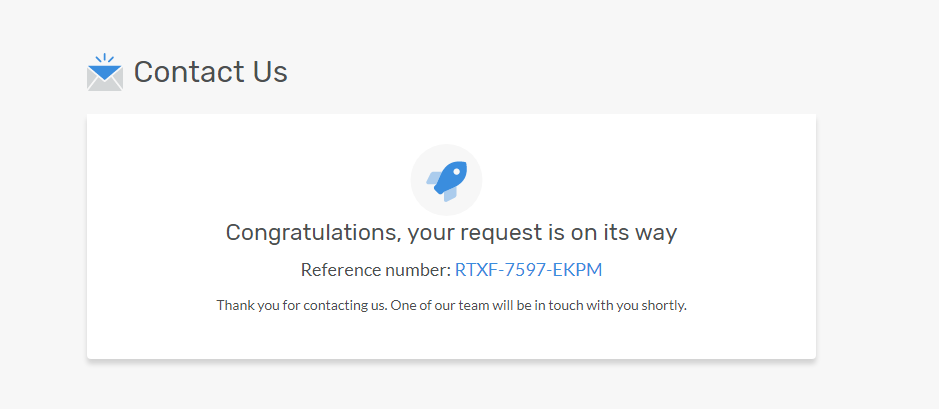 Contact Us
Congratulations, your request is on its way
Reference number: RTXF-7597-EKPM
Thank you for contacting us. One of our team will be in touch with you shortly.